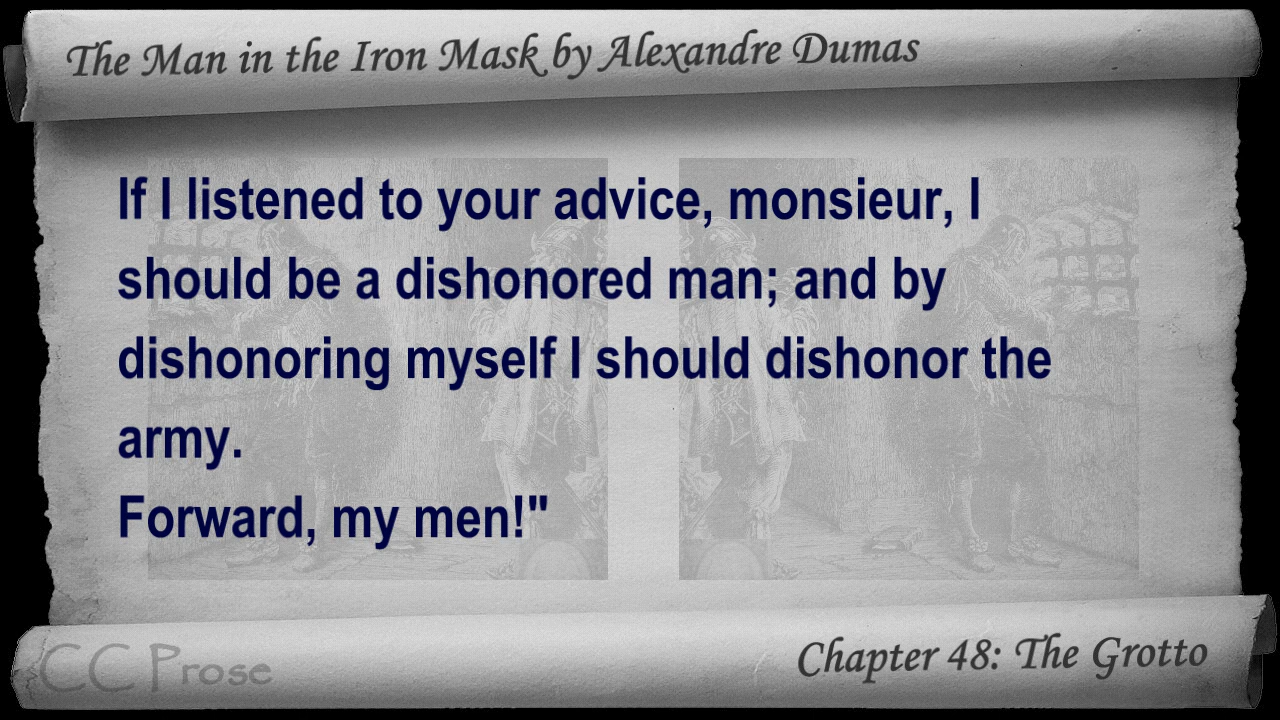 The Man in the Iron Mask by Alexandre Dumas
If I listened to your advice, monsieur, I
should be a dishonored man; and by
dishonoring myself I should dishonor the
army.
Forward, my men!"
CC Prose
Chapter 48: The Grotto